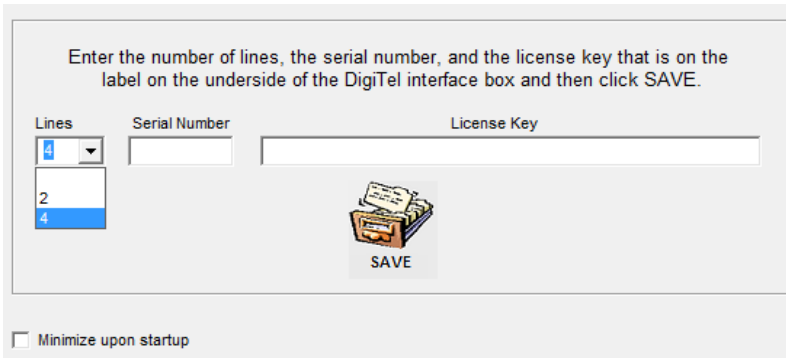 Enter the number of lines, the serial number, and the license key that is on the
label on the underside of the DigiTel interface box and then click SAVE.
Lines Serial Number License Key
4
2
4
SAVE
Minimize upon startup